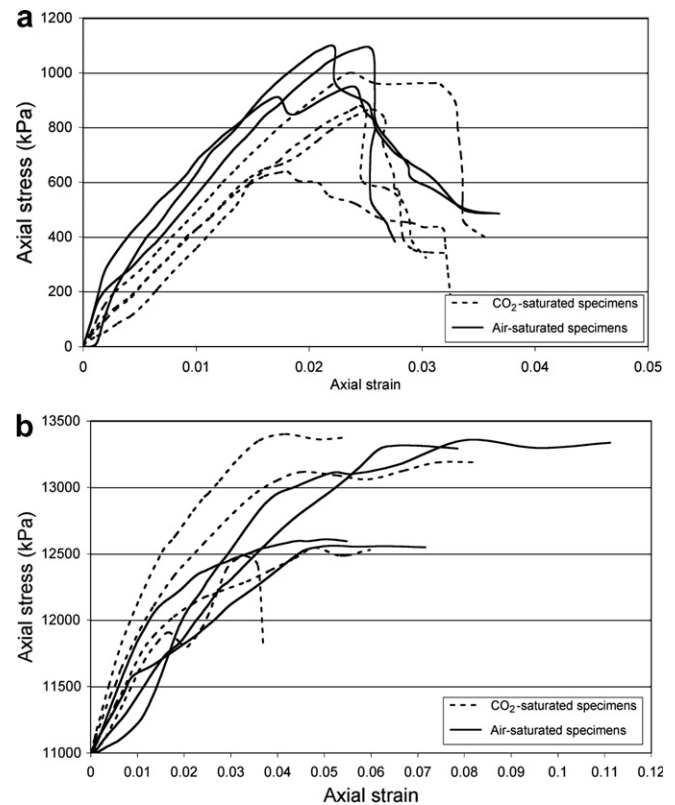 a
1200
1000
800
600
400
200
0
Axial stress (kPa)
0 0.01 0.02 0.03 0.04 0.05
Axial strain
CO2-saturated specimens
Air-saturated specimens
b
13500
13000
12500
12000
11500
11000
Axial stress (kPa)
0 0.01 0.02 0.03 0.04 0.05 0.06 0.07 0.08 0.09 0.1 0.11 0.12
Axial strain
CO2-saturated specimens
Air-saturated specimens